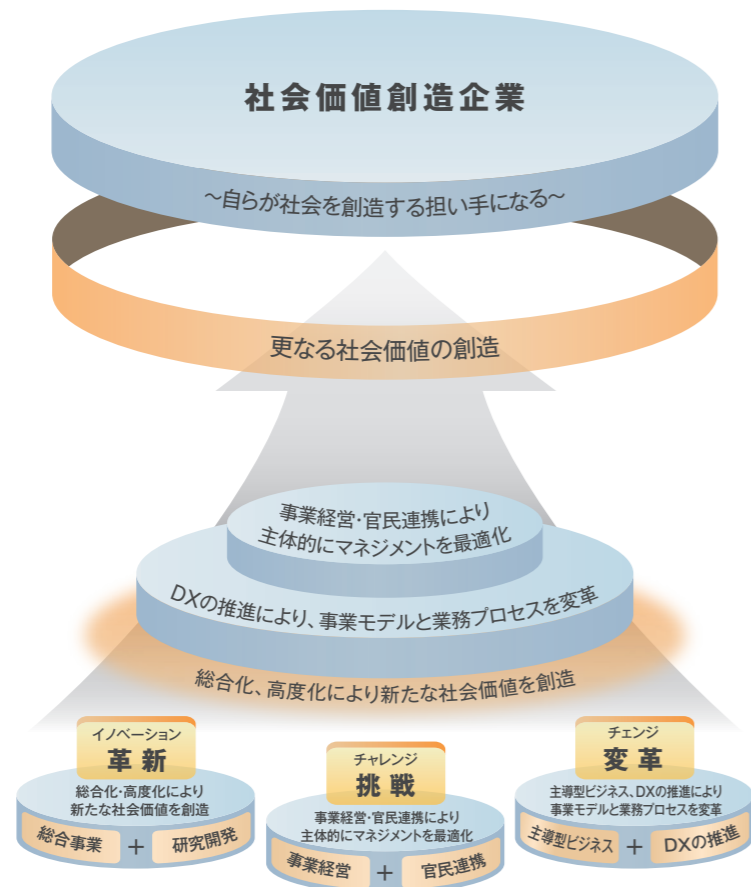 社会価値創造企業
～自らが社会を創造する担い手になる～
更なる社会価値の創造
事業経営・官民連携により
主体的にマネジメントを最適化
DXの推進により、事業モデルと業務プロセスを変革
総合化、高度化により新たな社会価値を創造
イノベーション
革新
総合化・高度化により
新たな社会価値を創造
総合事業 + 研究開発
チャレンジ
挑戦
事業経営・官民連携により
主体的にマネジメントを最適化
事業経営 + 官民連携
チェンジ
変革
主導型ビジネス、DXの推進により
事業モデルと業務プロセスを変革
主導型ビジネス + DXの推進